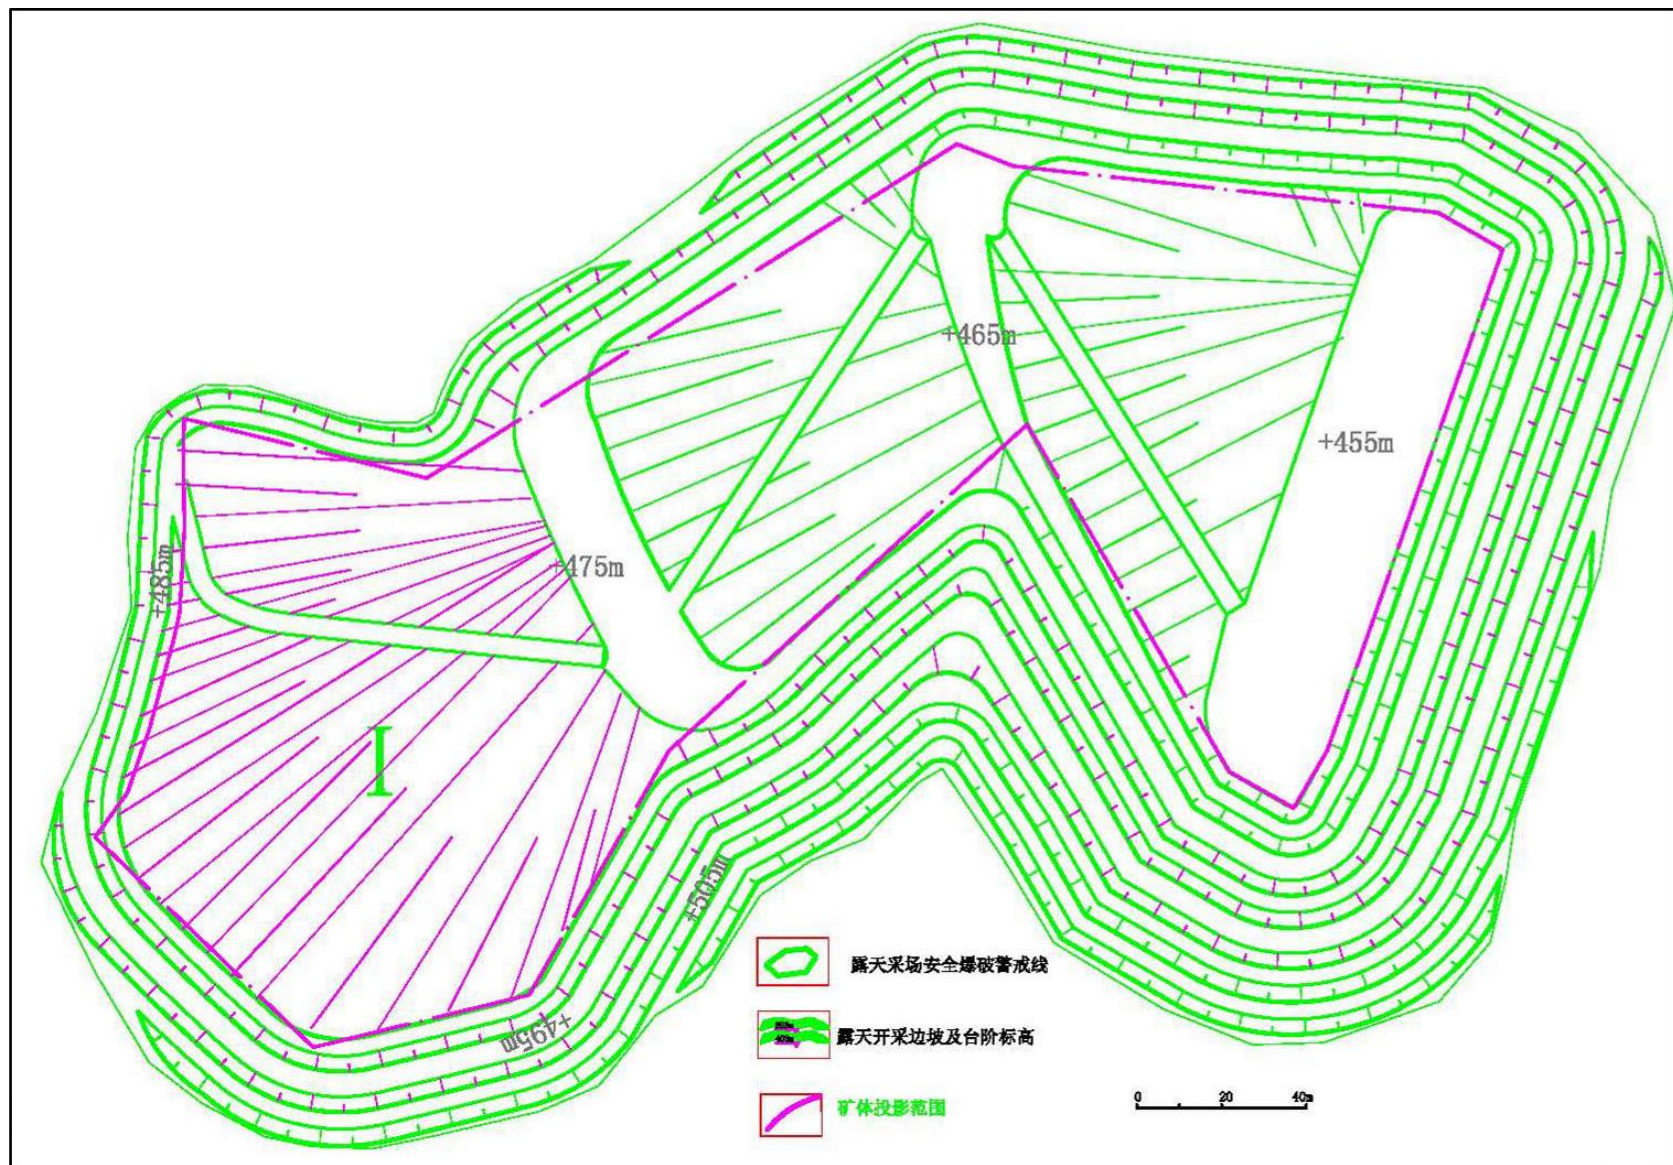 +465m
+455m
+475m
+485m
I
+505m
+495m
露天采场安全爆破警戒线
露天开采边坡及台阶标高
矿体投影范围
0 20 40m